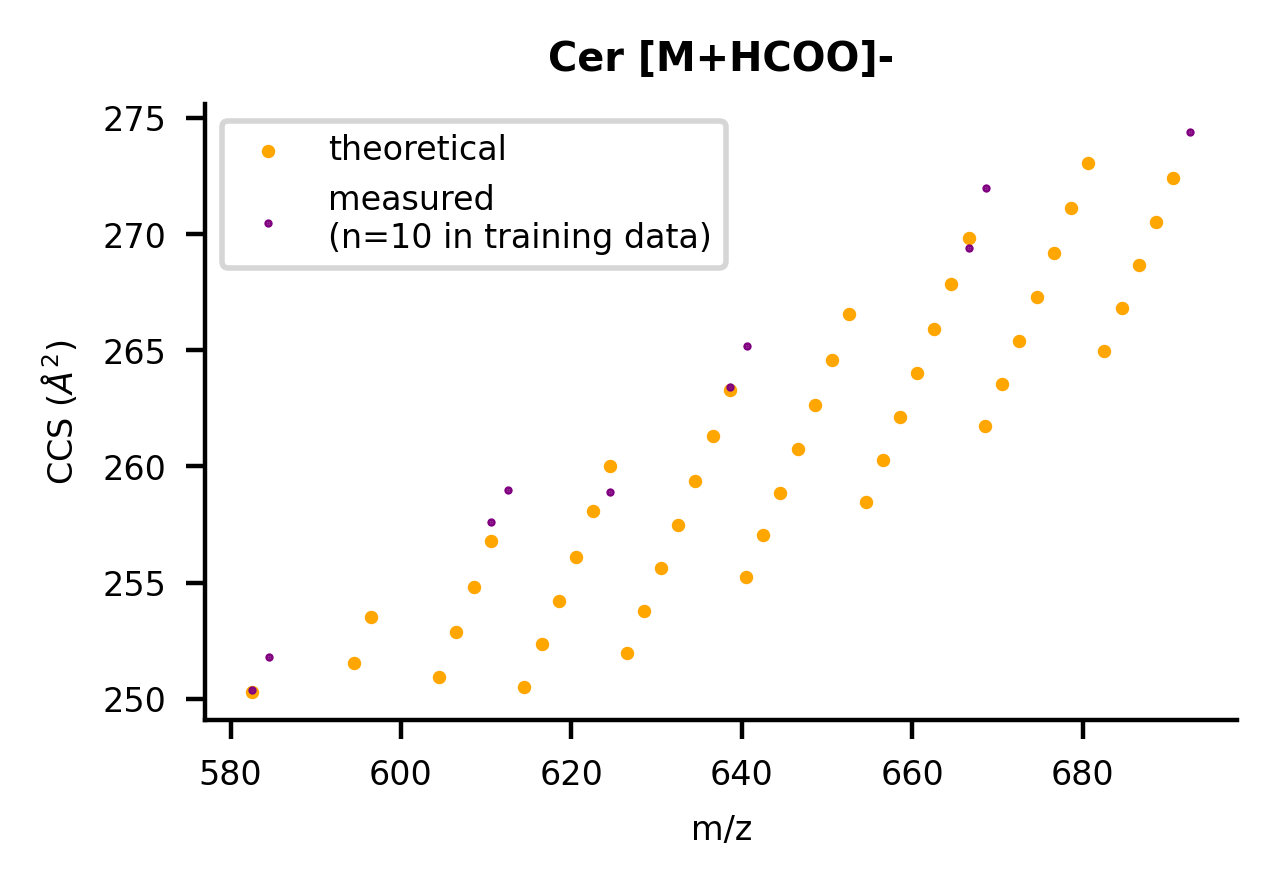 Cer [M+HCOO]-
275
270
265
260
255
250
CCS (Å²)
theoretical
measured
(n=10 in training data)
580
600
620
640
660
680
m/z